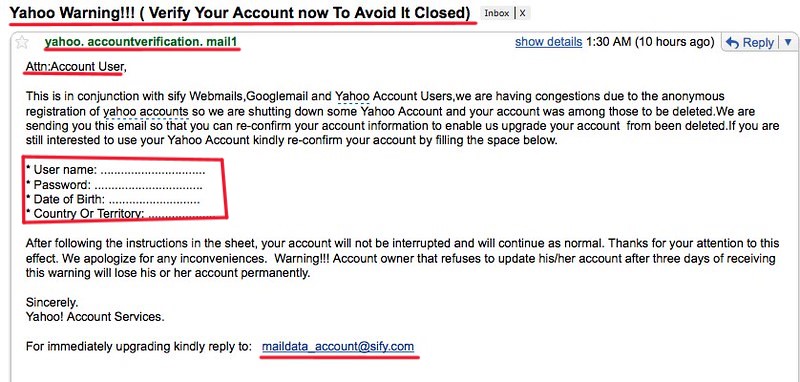 Yahoo Warning!!! ( Verify Your Account now To Avoid It Closed) Inbox | X
yahoo. accountverification. mail1 show details 1:30 AM (10 hours ago) Reply
Attn:Account User,
This is in conjunction with sify Webmails,Googlemail and Yahoo Account Users,we are having congestions due to the anonymous
registration of yahoo accounts so we are shutting down some Yahoo Account and your account was among those to be deleted.We are
sending you this email so that you can re-confirm your account information to enable us upgrade your account from been deleted.If you are
still interested to use your Yahoo Account kindly re-confirm your account by filling the space below.
* User name: ................................
* Password: .................................
* Date of Birth: ............................
* Country Or Territory: ....................
After following the instructions in the sheet, your account will not be interrupted and will continue as normal. Thanks for your attention to this
effect. We apologize for any inconveniences. Warning!!! Account owner that refuses to update his/her account after three days of receiving
this warning will lose his or her account permanently.
Sincerely.
Yahoo! Account Services.
For immediately upgrading kindly reply to: maildata_account@sify.com